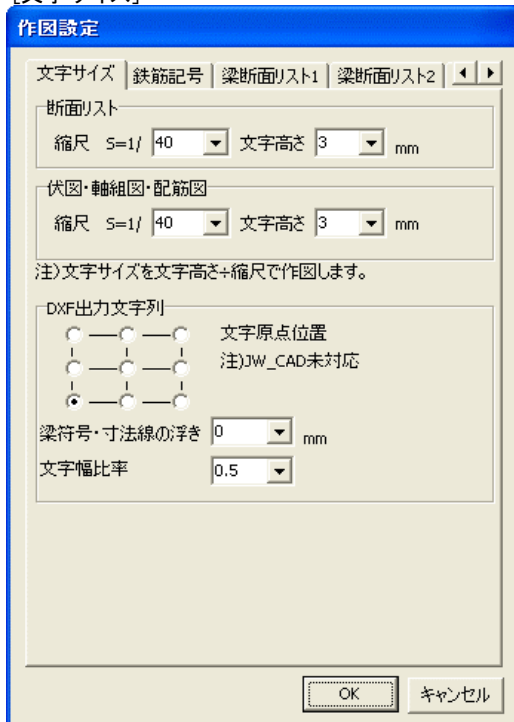 [文字サイズ]
作図設定
文字サイズ 鉄筋記号 梁断面リスト1 梁断面リスト2
断面リスト
縮尺 S=1/ 40 文字高さ 3 mm
伏図・軸組図・配筋図
縮尺 S=1/ 40 文字高さ 3 mm
注)文字サイズを文字高さ÷縮尺で作図します。
DXF出力文字列
文字原点位置
注)JW_CAD未対応
梁符号・寸法線の浮き 0 mm
文字幅比率 0.5
OK キャンセル